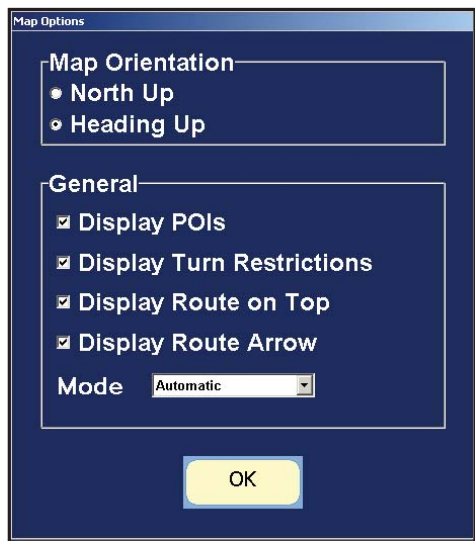 Map Options
Map Orientation
North Up
Heading Up
General
Display POIs
Display Turn Restrictions
Display Route on Top
Display Route Arrow
Mode Automatic
OK